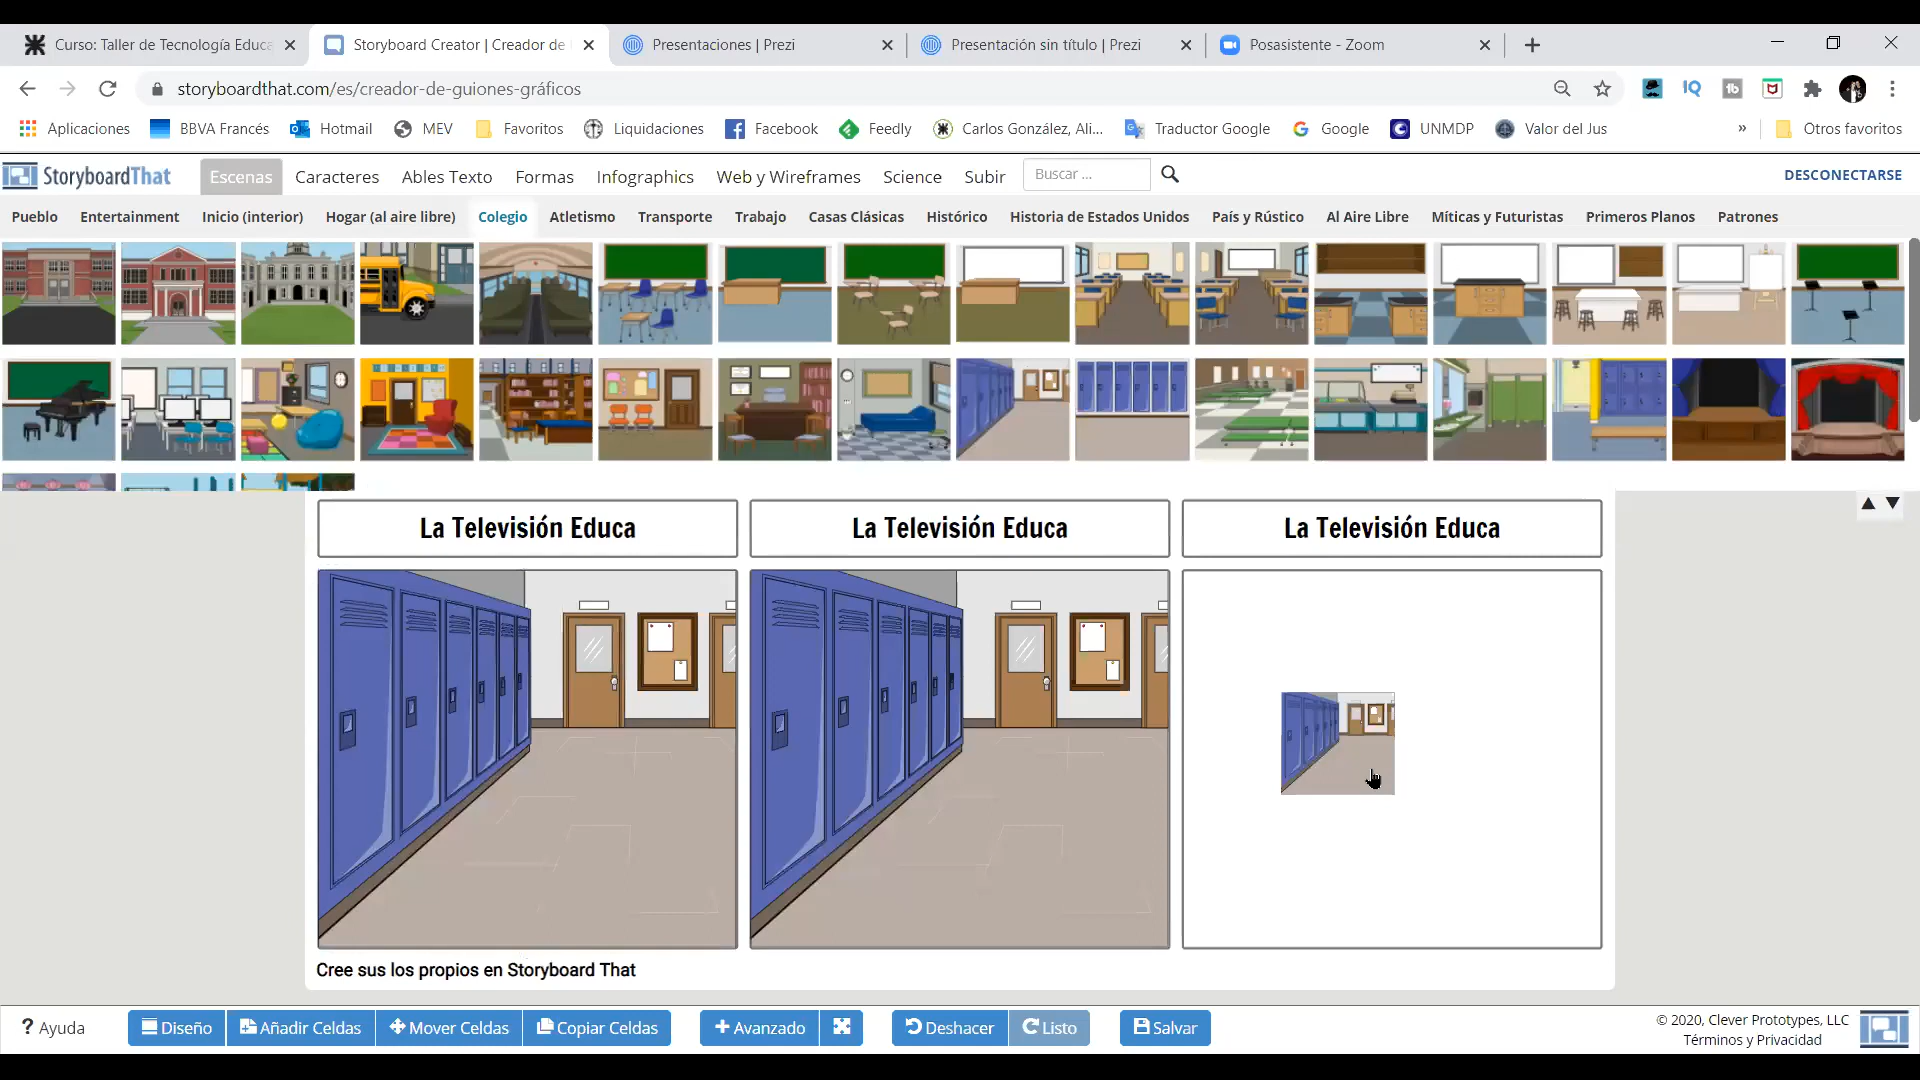 Curso: Taller de Tecnología Educa
Storyboard Creator | Creador de
Presentaciones | Prezi
Presentación sin título | Prezi
Posasistente - Zoom
storyboardthat.com/es/creador-de-guiones-gráficos
IQ
Aplicaciones
BBVA Francés
Hotmail
MEV
Favoritos
Liquidaciones
Facebook
Feedly
Carlos González, Ali...
Traductor Google
Google
UNMDP
Valor del Jus
»
Otros favoritos
StoryboardThat
Escenas
Caracteres
Ables Texto
Formas
Infographics
Web y Wireframes
Science
Subir
Buscar ...
DESCONECTARSE
Pueblo
Entertainment
Inicio (interior)
Hogar (al aire libre)
Colegio
Atletismo
Transporte
Trabajo
Casas Clásicas
Histórico
Historia de Estados Unidos
País y Rústico
Al Aire Libre
Míticas y Futuristas
Primeros Planos
Patrones
La Televisión Educa
La Televisión Educa
La Televisión Educa
Cree sus los propios en Storyboard That
? Ayuda
Diseño
Añadir Celdas
Mover Celdas
Copiar Celdas
Avanzado
Deshacer
Listo
Salvar
© 2020, Clever Prototypes, LLC
Términos y Privacidad